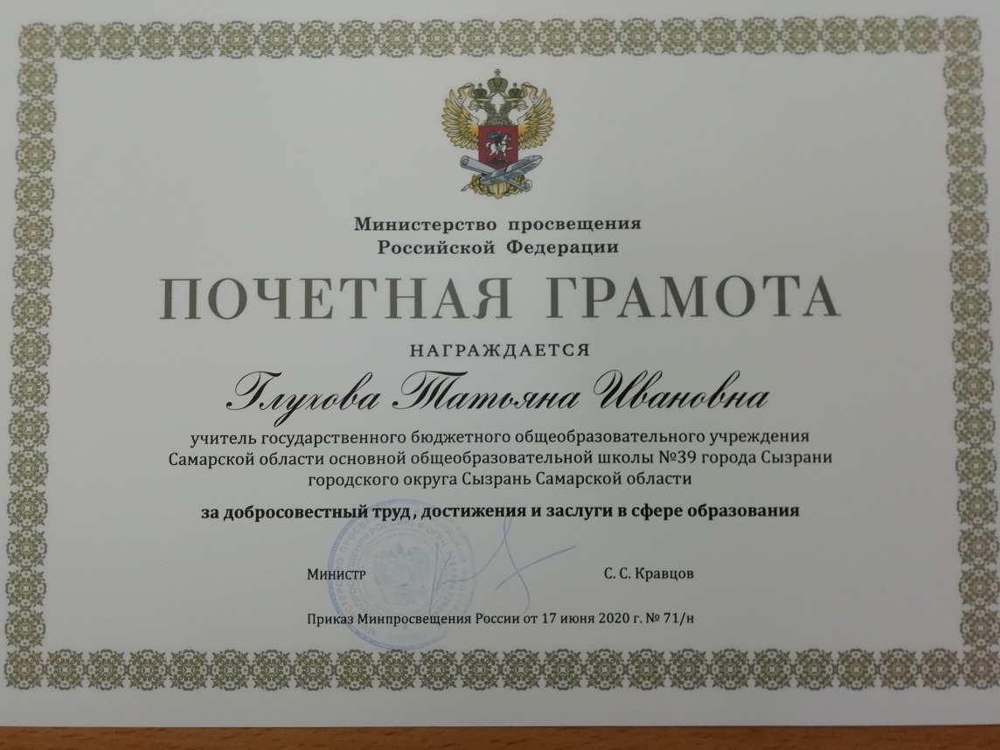 Министерство просвещения
Российской Федерации
ПОЧЕТНАЯ ГРАМОТА
НАГРАЖДАЕТСЯ
Глухова Татьяна Ивановна
учитель государственного бюджетного общеобразовательного учреждения
Самарской области основной общеобразовательной школы №39 города Сызрани
городского округа Сызрань Самарской области
за добросовестный труд, достижения и заслуги в сфере образования
Министр С. С. Кравцов
Приказ Минпросвещения России от 17 июня 2020 г. № 71/н